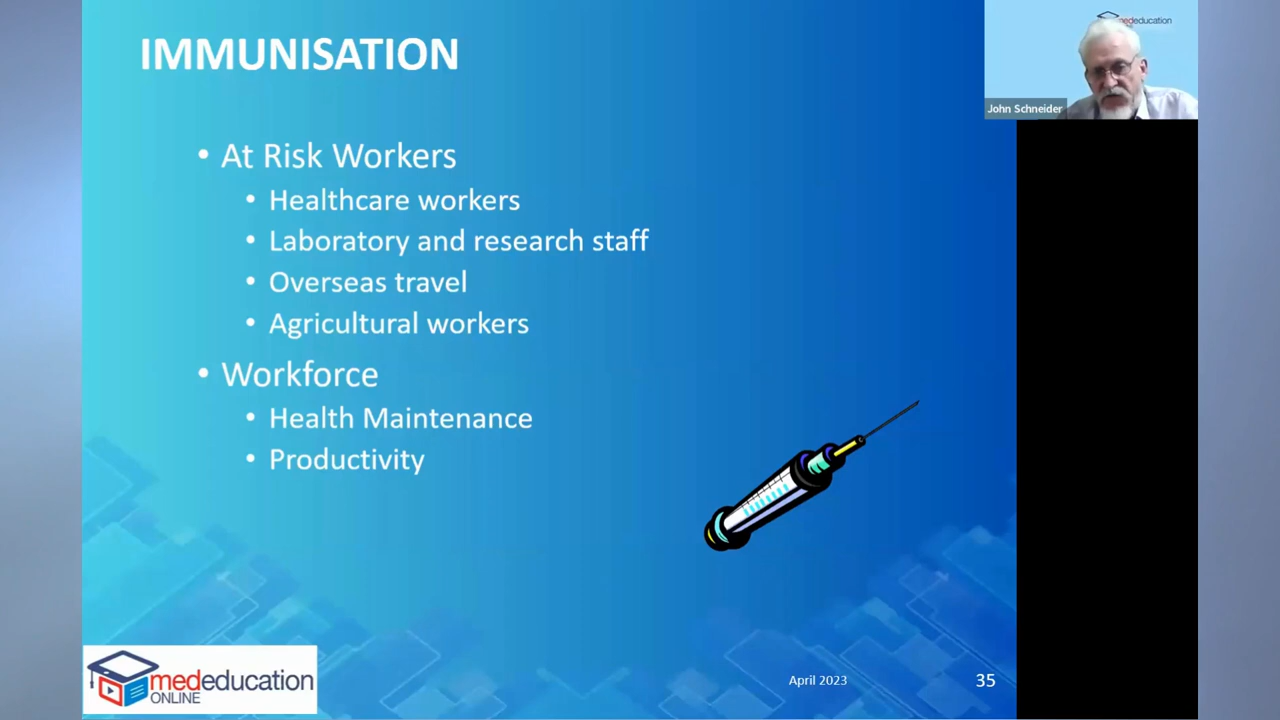 IMMUNISATION
• At Risk Workers
• Healthcare workers
• Laboratory and research staff
• Overseas travel
• Agricultural workers
• Workforce
• Health Maintenance
• Productivity
mededucation
ONLINE
April 2023
35
mededucation
John Schneider